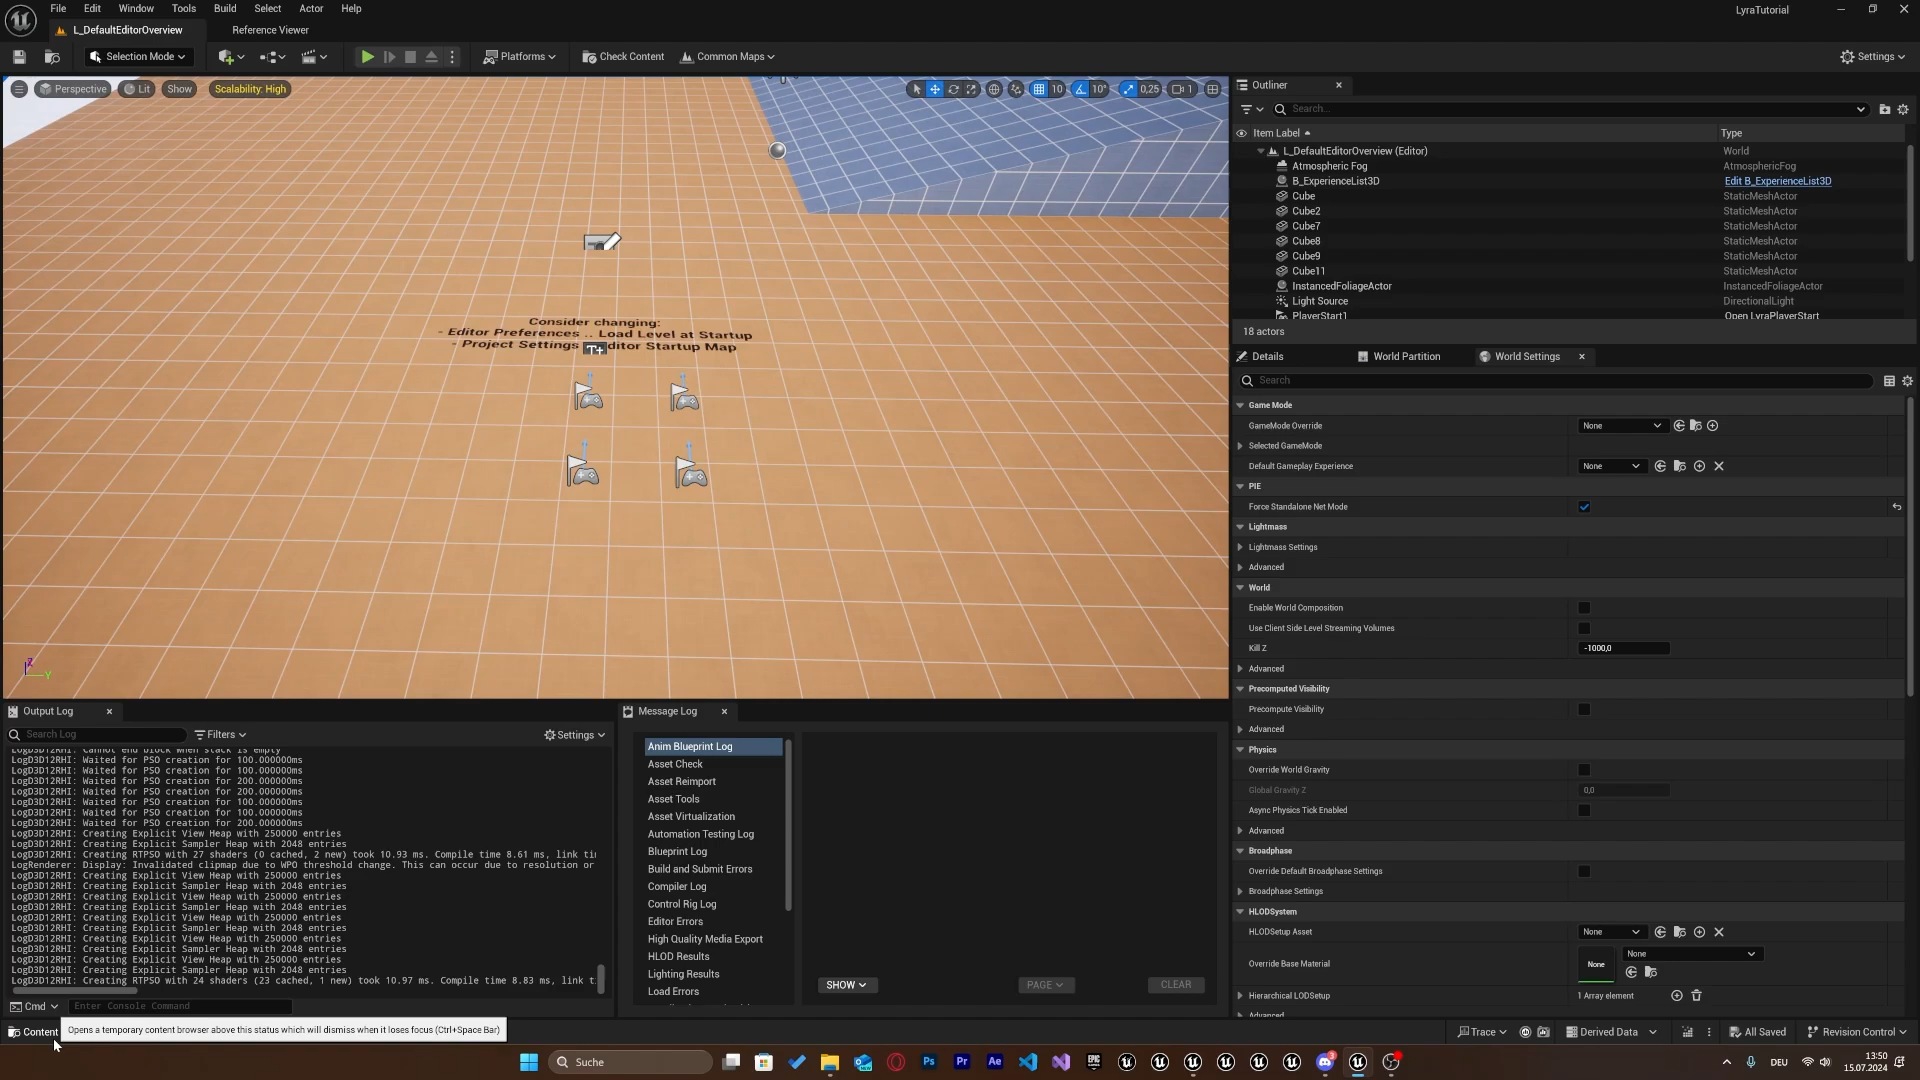 File Edit Window Tools Build Select Actor Help
LyraTutorial
L_DefaultEditorOverview
Reference Viewer
Selection Mode
Platforms
Check Content
Common Maps
Settings
Perspective
Lit
Show
Scalability: High
10
10°
0,25
1
Consider changing:
- Editor Preferences .. Load Level at Startup
- Project Settings
ditor Startup Map
Outliner
Search...
Item Label
Type
L_DefaultEditorOverview (Editor) World
Atmospheric Fog AtmosphericFog
B_ExperienceList3D Edit B_ExperienceList3D
Cube StaticMeshActor
Cube2 StaticMeshActor
Cube7 StaticMeshActor
Cube8 StaticMeshActor
Cube9 StaticMeshActor
Cube11 StaticMeshActor
InstancedFoliageActor InstancedFoliageActor
Light Source DirectionalLight
PlayerStart1 Open LyraPlayerStart
18 actors
Details
World Partition
World Settings
Search
Game Mode
GameMode Override None
Selected GameMode
Default Gameplay Experience None
PIE
Force Standalone Net Mode
Lightmass
Lightmass Settings
Advanced
World
Enable World Composition
Use Client Side Level Streaming Volumes
Kill Z -1000,0
Advanced
Precomputed Visibility
Precompute Visibility
Advanced
Physics
Override World Gravity
Global Gravity Z 0,0
Async Physics Tick Enabled
Advanced
Broadphase
Override Default Broadphase Settings
Broadphase Settings
HLODSystem
HLODSetup Asset None
Override Base Material None None
Hierarchical LODSetup 1 Array element
Advanced
Output Log
Search Log
Filters
Settings
LogD3D12RHI: Cannot end block when stack is empty
LogD3D12RHI: Waited for PSO creation for 100.000000ms
LogD3D12RHI: Waited for PSO creation for 100.000000ms
LogD3D12RHI: Waited for PSO creation for 200.000000ms
LogD3D12RHI: Waited for PSO creation for 200.000000ms
LogD3D12RHI: Waited for PSO creation for 100.000000ms
LogD3D12RHI: Waited for PSO creation for 100.000000ms
LogD3D12RHI: Waited for PSO creation for 200.000000ms
LogD3D12RHI: Creating Explicit View Heap with 250000 entries
LogD3D12RHI: Creating Explicit Sampler Heap with 2048 entries
LogD3D12RHI: Creating RTPSO with 27 shaders (0 cached, 2 new) took 10.93 ms. Compile time 8.61 ms, link ti
LogRenderer: Display: Invalidated clipmap due to WPO threshold change. This can occur due to resolution or
LogD3D12RHI: Creating Explicit View Heap with 250000 entries
LogD3D12RHI: Creating Explicit Sampler Heap with 2048 entries
LogD3D12RHI: Creating Explicit View Heap with 250000 entries
LogD3D12RHI: Creating Explicit Sampler Heap with 2048 entries
LogD3D12RHI: Creating Explicit View Heap with 250000 entries
LogD3D12RHI: Creating Explicit Sampler Heap with 2048 entries
LogD3D12RHI: Creating Explicit View Heap with 250000 entries
LogD3D12RHI: Creating Explicit Sampler Heap with 2048 entries
LogD3D12RHI: Creating Explicit View Heap with 250000 entries
LogD3D12RHI: Creating Explicit Sampler Heap with 2048 entries
LogD3D12RHI: Creating RTPSO with 24 shaders (23 cached, 1 new) took 10.97 ms. Compile time 8.83 ms, link t
Cmd
Enter Console Command
Message Log
Anim Blueprint Log
Asset Check
Asset Reimport
Asset Tools
Asset Virtualization
Automation Testing Log
Blueprint Log
Build and Submit Errors
Compiler Log
Control Rig Log
Editor Errors
High Quality Media Export
HLOD Results
Lighting Results
Load Errors
SHOW
PAGE
CLEAR
Content
Opens a temporary content browser above this status which will dismiss when it loses focus (Ctrl+Space Bar)
Trace
Derived Data
All Saved
Revision Control
Suche
Ps
Pr
Ae
3
DEU
13:50
15.07.2024